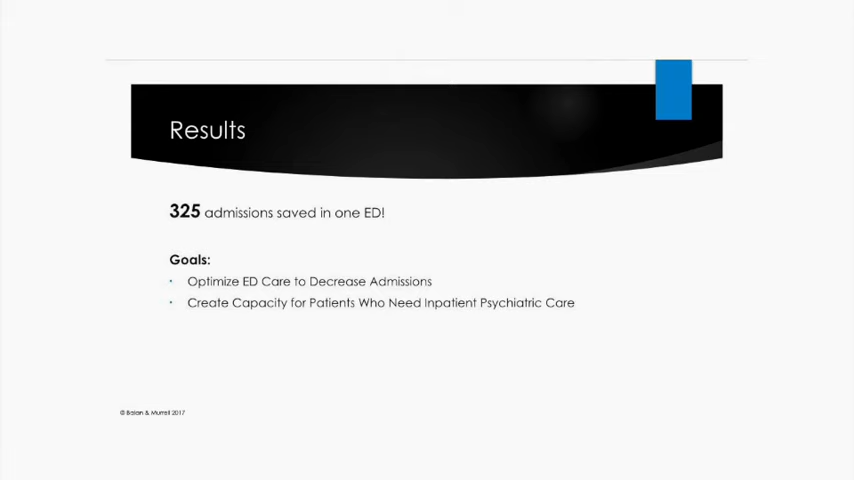 Results
325 admissions saved in one ED!
Goals:
• Optimize ED Care to Decrease Admissions
• Create Capacity for Patients Who Need Inpatient Psychiatric Care
© Balan & Murrell 2017